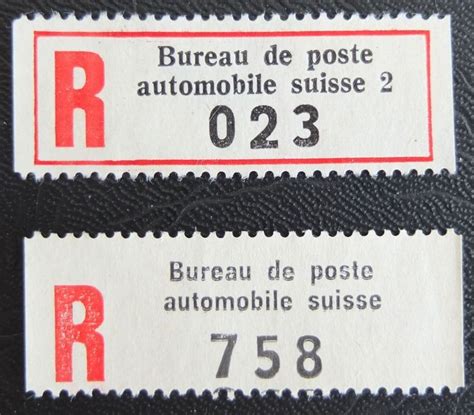 R
Bureau de poste
automobile suisse 2
023
R
Bureau de poste
automobile suisse
758